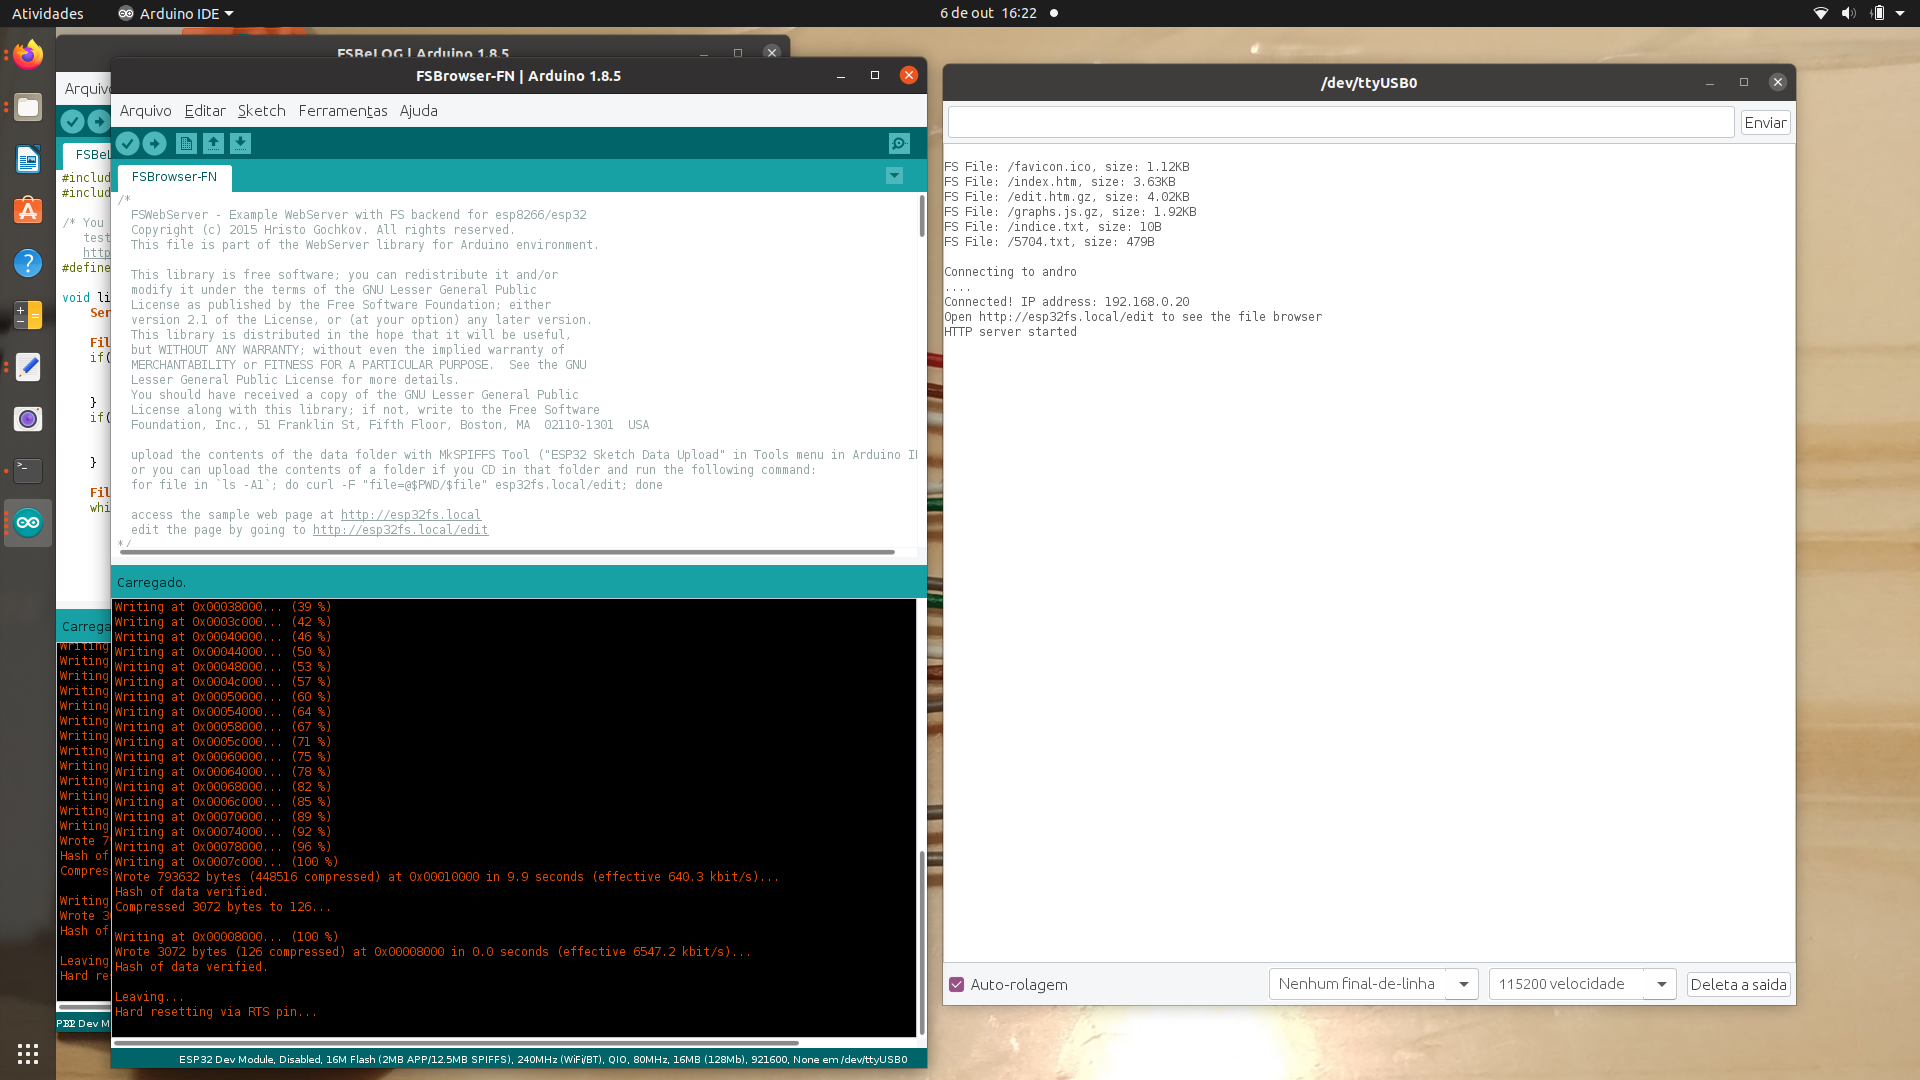 Atividades
Arduino IDE
6 de out 16:22
FSBeLOG | Arduino 1.8.5
Arquivo
FSBeL
#includ
#includ
/* You
test
http
#define
void li
Ser
Fil
if(
}
if(
}
Fil
whi
Carrega
Writing
Writing
Writing
Writing
Writing
Writing
Writing
Writing
Writing
Writing
Writing
Writing
Writing
Wrote 7
Hash of
Compres
Writing
Wrote 3
Hash of
Leaving
Hard res
FSBrowser-FN | Arduino 1.8.5
Arquivo Editar Sketch Ferramentas Ajuda
FSBrowser-FN
/*
FSWebServer - Example WebServer with FS backend for esp8266/esp32
Copyright (c) 2015 Hristo Gochkov. All rights reserved.
This file is part of the WebServer library for Arduino environment.
This library is free software; you can redistribute it and/or
modify it under the terms of the GNU Lesser General Public
License as published by the Free Software Foundation; either
version 2.1 of the License, or (at your option) any later version.
This library is distributed in the hope that it will be useful,
but WITHOUT ANY WARRANTY; without even the implied warranty of
MERCHANTABILITY or FITNESS FOR A PARTICULAR PURPOSE.  See the GNU
Lesser General Public License for more details.
You should have received a copy of the GNU Lesser General Public
License along with this library; if not, write to the Free Software
Foundation, Inc., 51 Franklin St, Fifth Floor, Boston, MA  02110-1301  USA
upload the contents of the data folder with MkSPIFFS Tool ("ESP32 Sketch Data Upload" in Tools menu in Arduino I
or you can upload the contents of a folder if you CD in that folder and run the following command:
for file in `ls -A1`; do curl -F "file=@$PWD/$file" esp32fs.local/edit; done
access the sample web page at http://esp32fs.local
edit the page by going to http://esp32fs.local/edit
*/
Carregado.
Writing at 0x00038000... (39 %)
Writing at 0x0003c000... (42 %)
Writing at 0x00040000... (46 %)
Writing at 0x00044000... (50 %)
Writing at 0x00048000... (53 %)
Writing at 0x0004c000... (57 %)
Writing at 0x00050000... (60 %)
Writing at 0x00054000... (64 %)
Writing at 0x00058000... (67 %)
Writing at 0x0005c000... (71 %)
Writing at 0x00060000... (75 %)
Writing at 0x00064000... (78 %)
Writing at 0x00068000... (82 %)
Writing at 0x0006c000... (85 %)
Writing at 0x00070000... (89 %)
Writing at 0x00074000... (92 %)
Writing at 0x00078000... (96 %)
Writing at 0x0007c000... (100 %)
Wrote 793632 bytes (448516 compressed) at 0x00010000 in 9.9 seconds (effective 640.3 kbit/s)...
Hash of data verified.
Compressed 3072 bytes to 126...
Writing at 0x00008000... (100 %)
Wrote 3072 bytes (126 compressed) at 0x00008000 in 0.0 seconds (effective 6547.2 kbit/s)...
Hash of data verified.
Leaving...
Hard resetting via RTS pin...
ESP32 Dev Module, Disabled, 16M Flash (2MB APP/12.5MB SPIFFS), 240MHz (WiFi/BT), QIO, 80MHz, 16MB (128Mb), 921600, None em /dev/ttyUSB0
/dev/ttyUSB0
Enviar
FS File: /favicon.ico, size: 1.12KB
FS File: /index.htm, size: 3.63KB
FS File: /edit.htm.gz, size: 4.02KB
FS File: /graphs.js.gz, size: 1.92KB
FS File: /indice.txt, size: 10B
FS File: /5704.txt, size: 479B
Connecting to andro
....
Connected! IP address: 192.168.0.20
Open http://esp32fs.local/edit to see the file browser
HTTP server started
Auto-rolagem
Nenhum final-de-linha
115200 velocidade
Deleta a saida